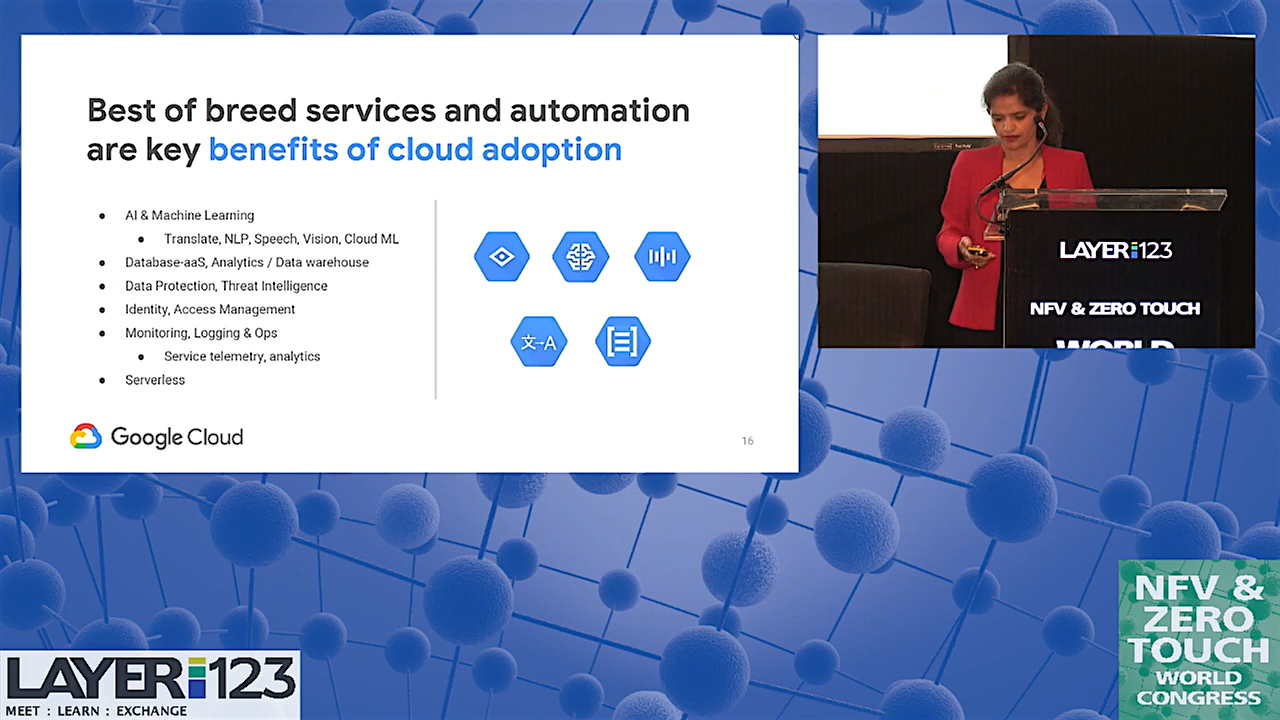 Best of breed services and automation
are key benefits of cloud adoption
● AI & Machine Learning
● Translate, NLP, Speech, Vision, Cloud ML
● Database-aaS, Analytics / Data warehouse
● Data Protection, Threat Intelligence
● Identity, Access Management
● Monitoring, Logging & Ops
● Service telemetry, analytics
● Serverless
文→A
Google Cloud
16
LAYER123
NFV & ZERO TOUCH
WORLD
LAYER123
MEET : LEARN : EXCHANGE
NFV &
ZERO
TOUCH
WORLD
CONGRESS